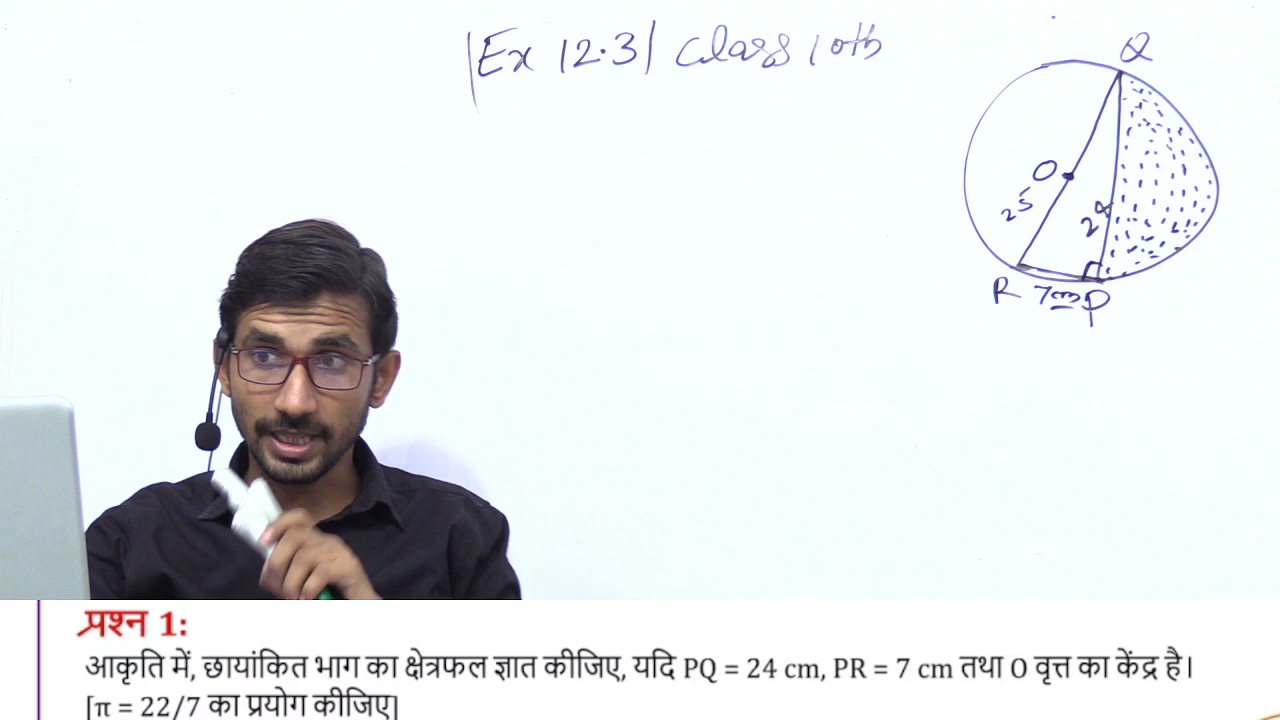 |Ex 12.3| Class 10th
Q
O
25
24
R 7cm P
प्रश्न 1:
आकृति में, छायांकित भाग का क्षेत्रफल ज्ञात कीजिए, यदि PQ = 24 cm, PR = 7 cm तथा O वृत्त का केंद्र है।
[π = 22/7 का प्रयोग कीजिए]